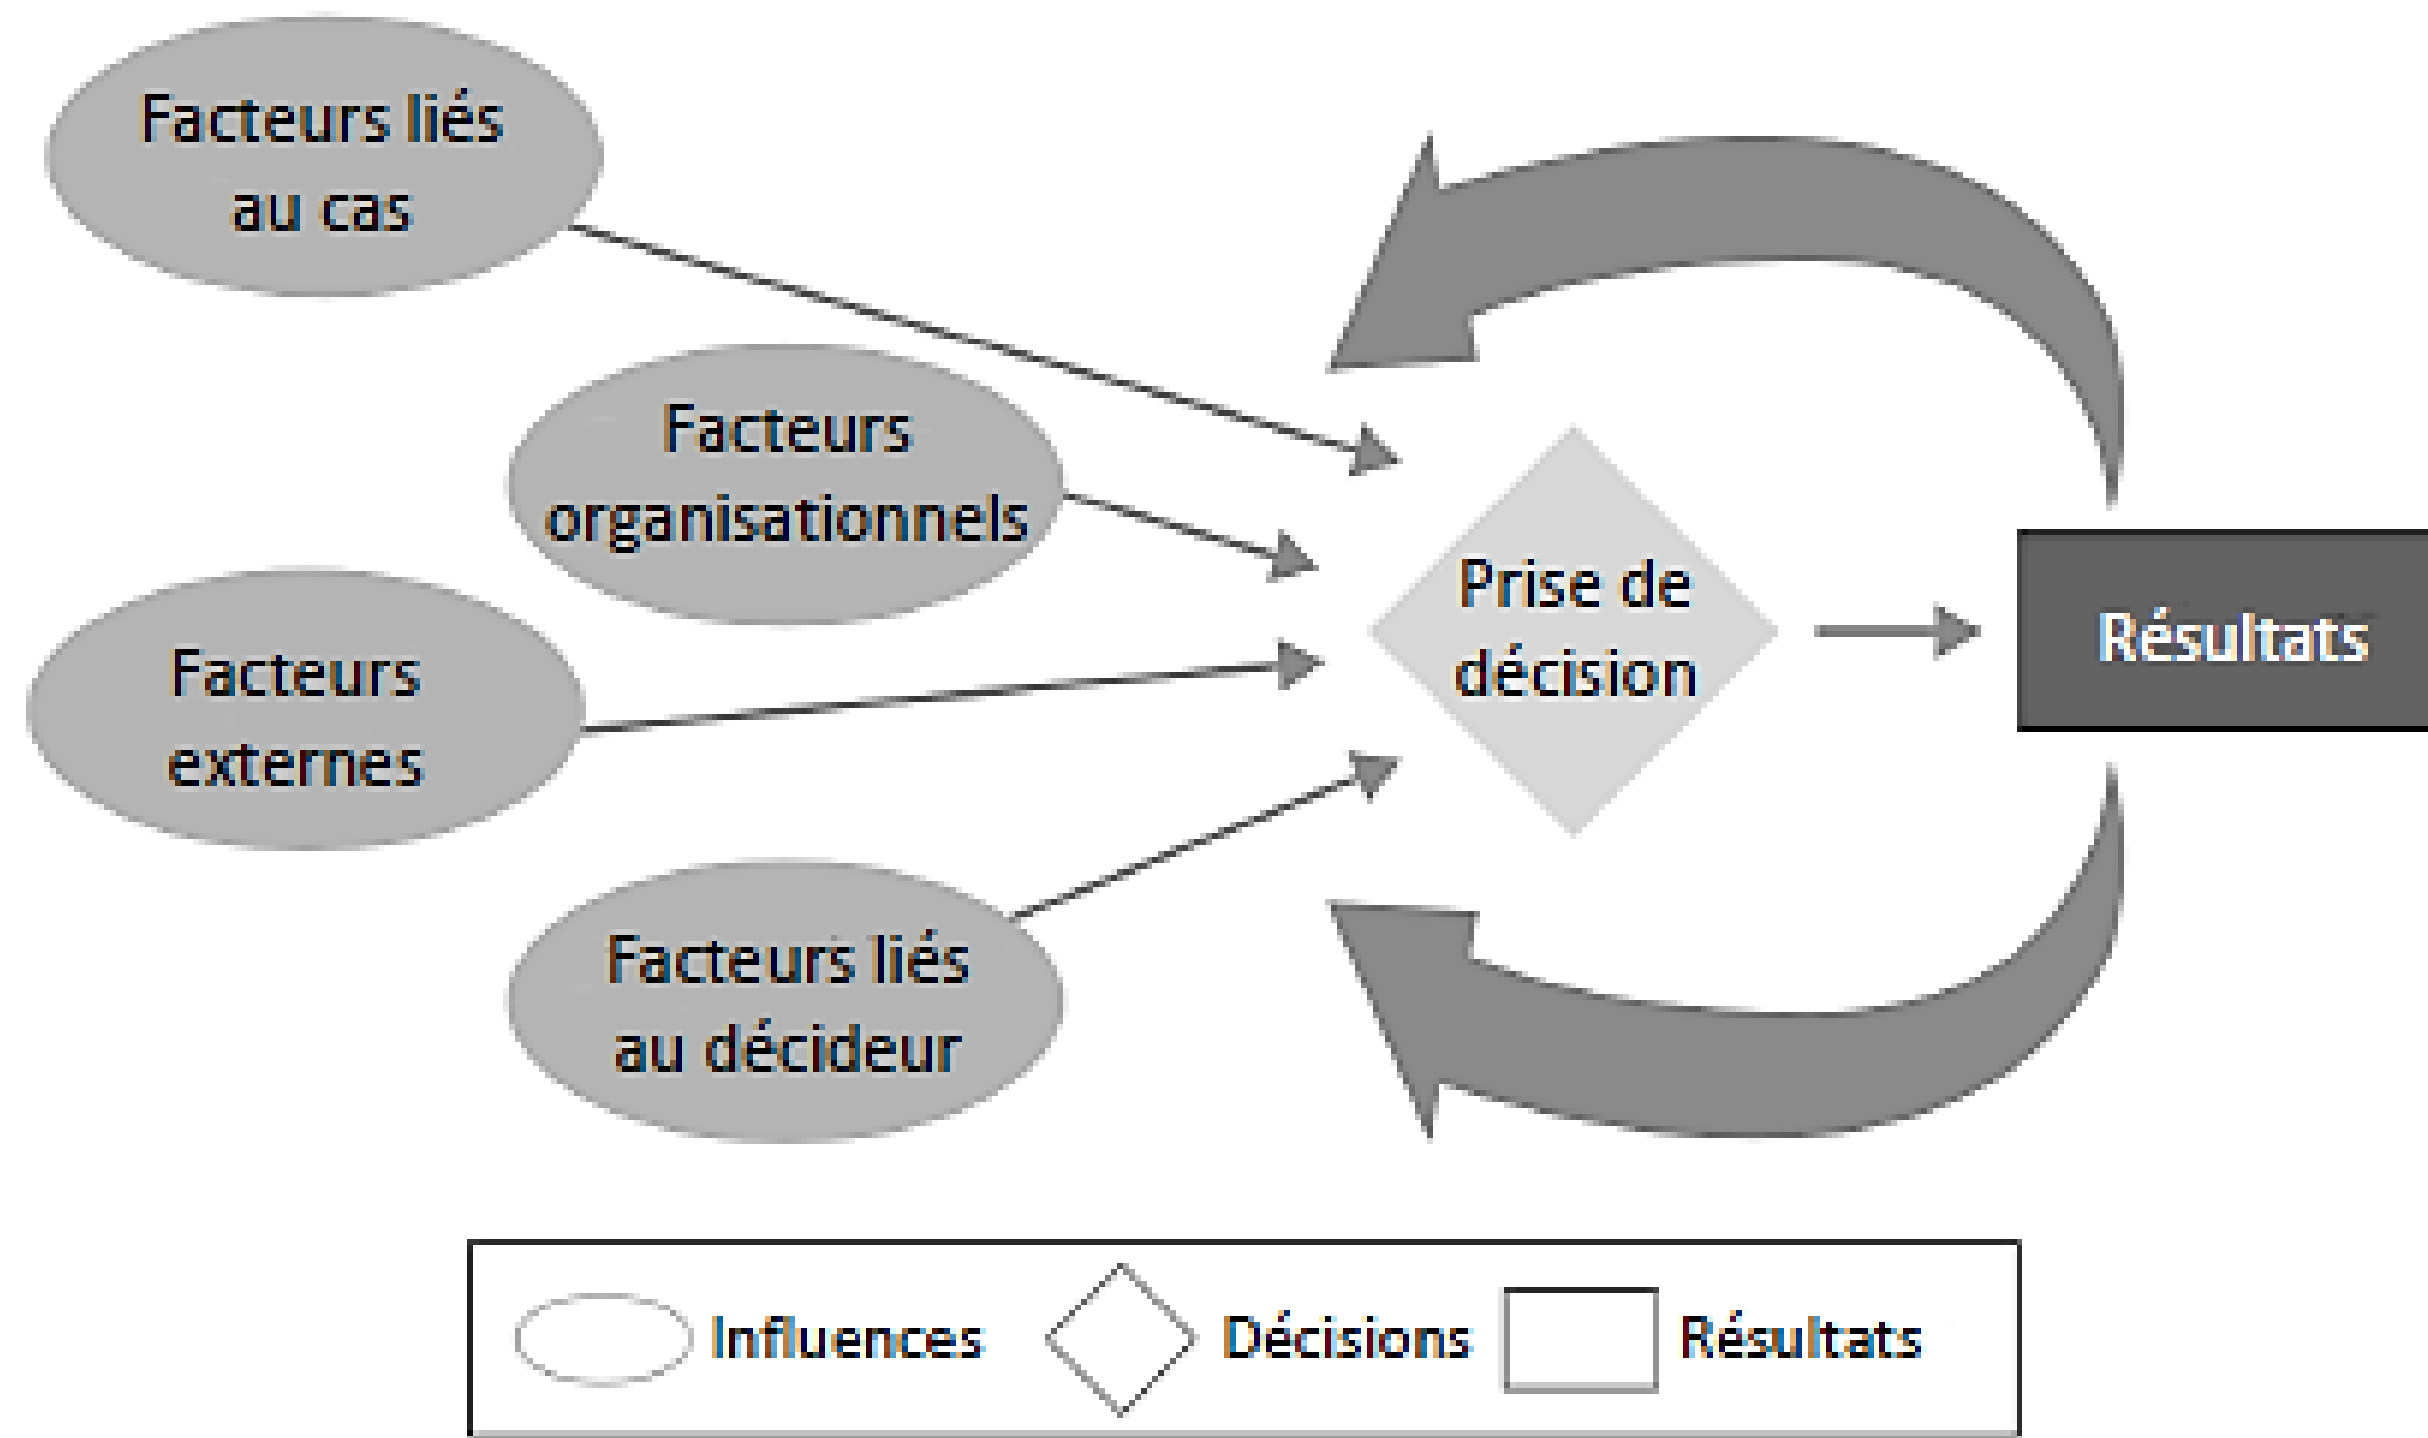 Facteurs liés
au cas
Facteurs
organisationnels
Facteurs
externes
Facteurs liés
au décideur
Prise de
décision
Résultats
Influences
Décisions
Résultats